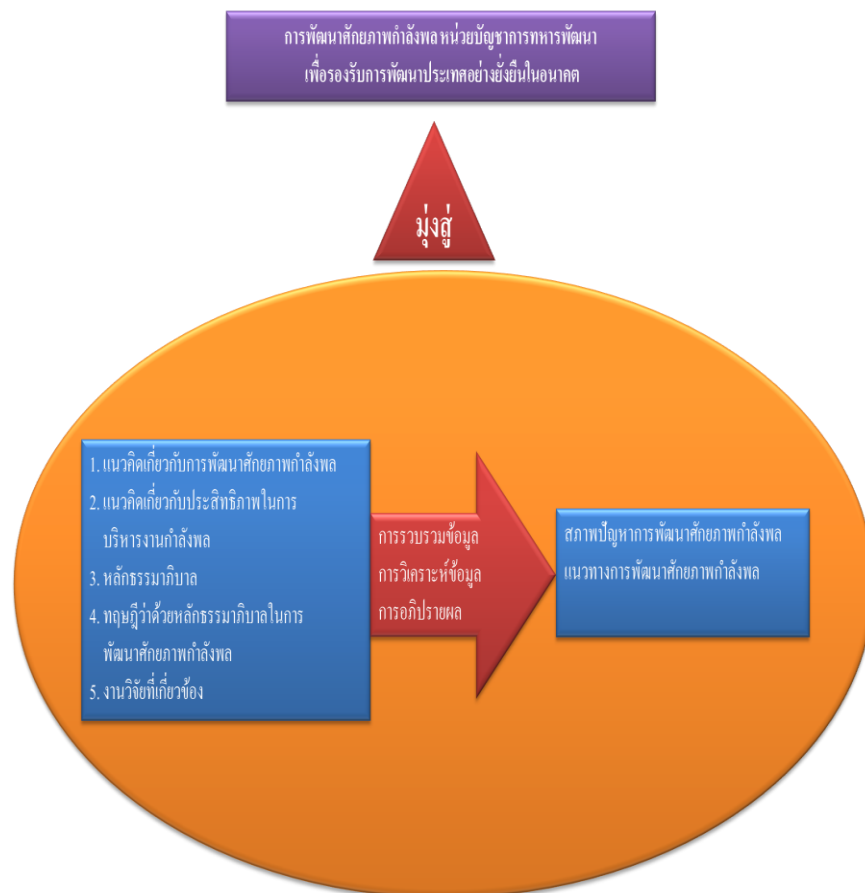 การพัฒนาศักยภาพกำลังพล หน่วยบัญชาการทหารพัฒนา
เพื่อรองรับการพัฒนาประเทศอย่างยั่งยืนในอนาคต
มุ่งสู่
1. แนวคิดเกี่ยวกับการพัฒนาศักยภาพกำลังพล
2. แนวคิดเกี่ยวกับประสิทธิภาพในการ
บริหารงานกำลังพล
3. หลักธรรมาภิบาล
4. ทฤษฎีว่าด้วยหลักธรรมาภิบาลในการ
พัฒนาศักยภาพกำลังพล
5. งานวิจัยที่เกี่ยวข้อง
การรวบรวมข้อมูล
การวิเคราะห์ข้อมูล
การอภิปรายผล
สภาพปัญหาการพัฒนาศักยภาพกำลังพล
แนวทางการพัฒนาศักยภาพกำลังพล